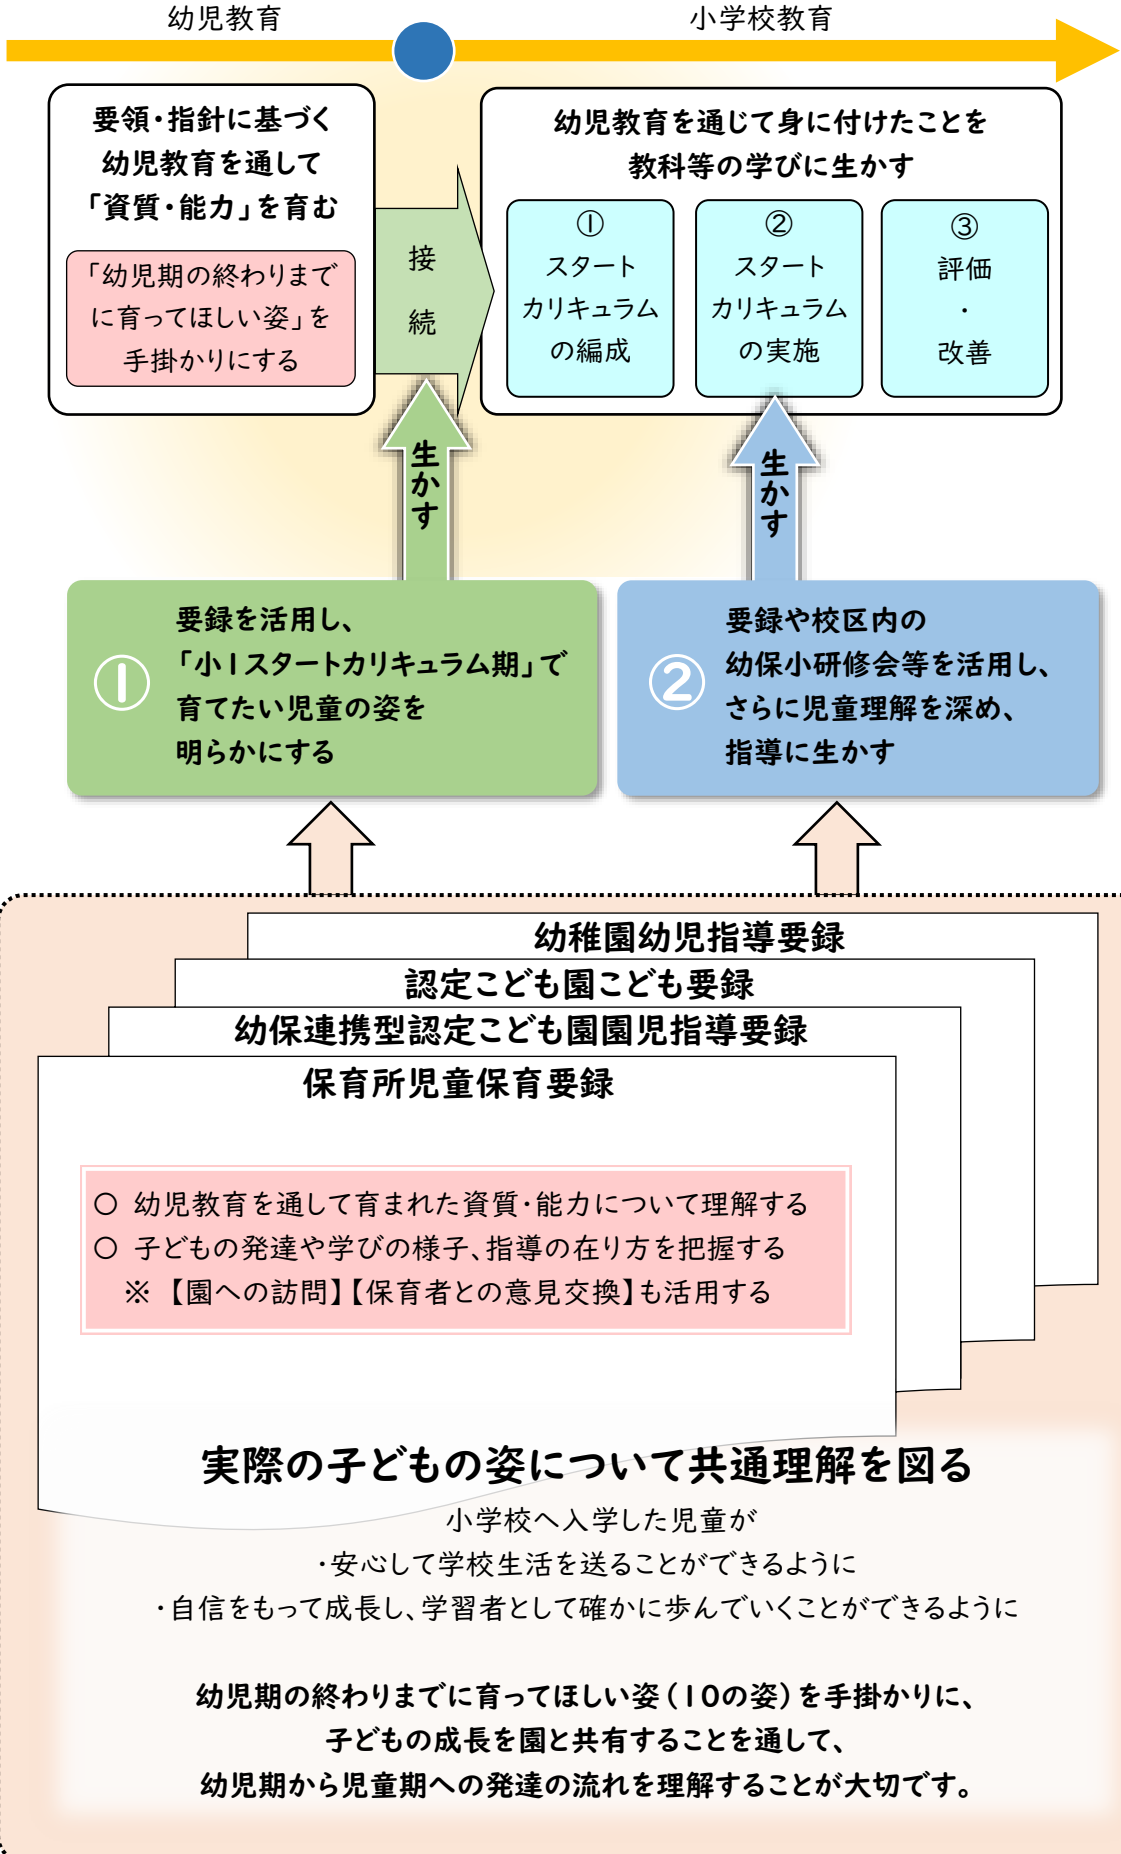 幼児教育
小学校教育
要領・指針に基づく
幼児教育を通して
「資質・能力」を育む
「幼児期の終わりまで
に育ってほしい姿」を
手掛かりにする
接
続
幼児教育を通じて身に付けたことを
教科等の学びに生かす
①
スタート
カリキュラム
の編成
②
スタート
カリキュラム
の実施
③
評価
・
改善
生かす
生かす
①
要録を活用し、
「小1スタートカリキュラム期」で
育てたい児童の姿を
明らかにする
②
要録や校区内の
幼保小研修会等を活用し、
さらに児童理解を深め、
指導に生かす
幼稚園幼児指導要録
認定こども園こども要録
幼保連携型認定こども園園児指導要録
保育所児童保育要録
○ 幼児教育を通して育まれた資質・能力について理解する
○ 子どもの発達や学びの様子、指導の在り方を把握する
※ 【園への訪問】【保育者との意見交換】も活用する
実際の子どもの姿について共通理解を図る
小学校へ入学した児童が
・安心して学校生活を送ることができるように
・自信をもって成長し、学習者として確かに歩んでいくことができるように
幼児期の終わりまでに育ってほしい姿(10の姿)を手掛かりに、
子どもの成長を園と共有することを通して、
幼児期から児童期への発達の流れを理解することが大切です。